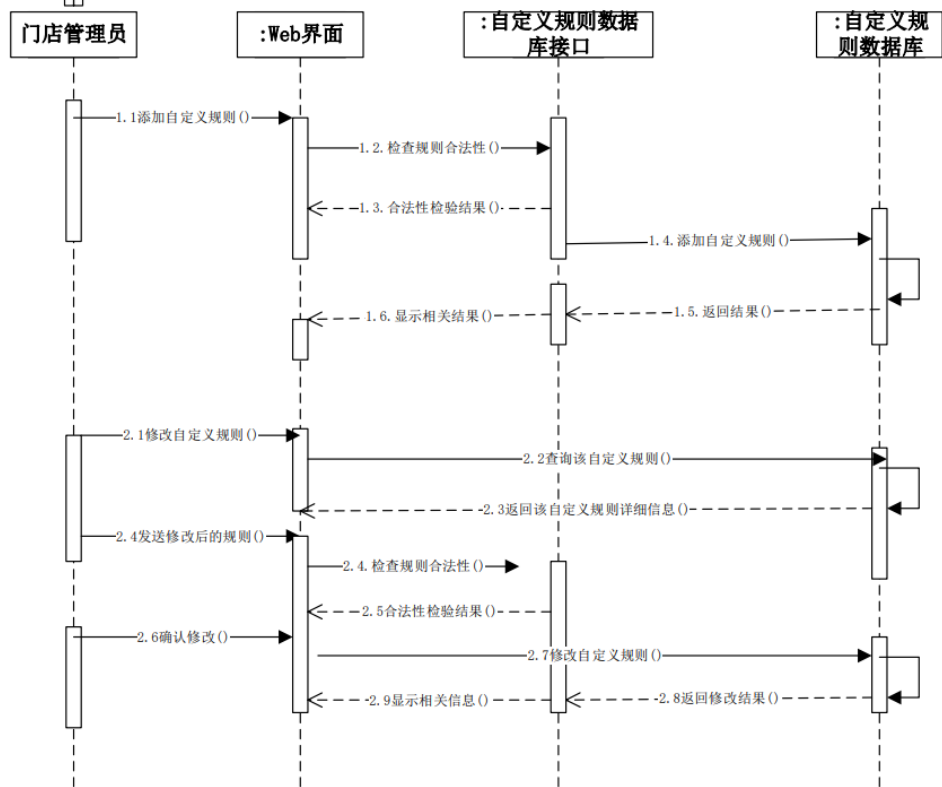 门店管理员
:Web界面
:自定义规则数据
库接口
:自定义规
则数据库
1.1添加自定义规则()
1.2.检查规则合法性()
1.3.合法性检验结果()
1.4.添加自定义规则()
1.5.返回结果()
1.6.显示相关结果()
2.1修改自定义规则()
2.2查询该自定义规则()
2.3返回该自定义规则详细信息()
2.4发送修改后的规则()
2.4.检查规则合法性()
2.5合法性检验结果()
2.6确认修改()
2.7修改自定义规则()
2.8返回修改结果()
2.9显示相关信息()